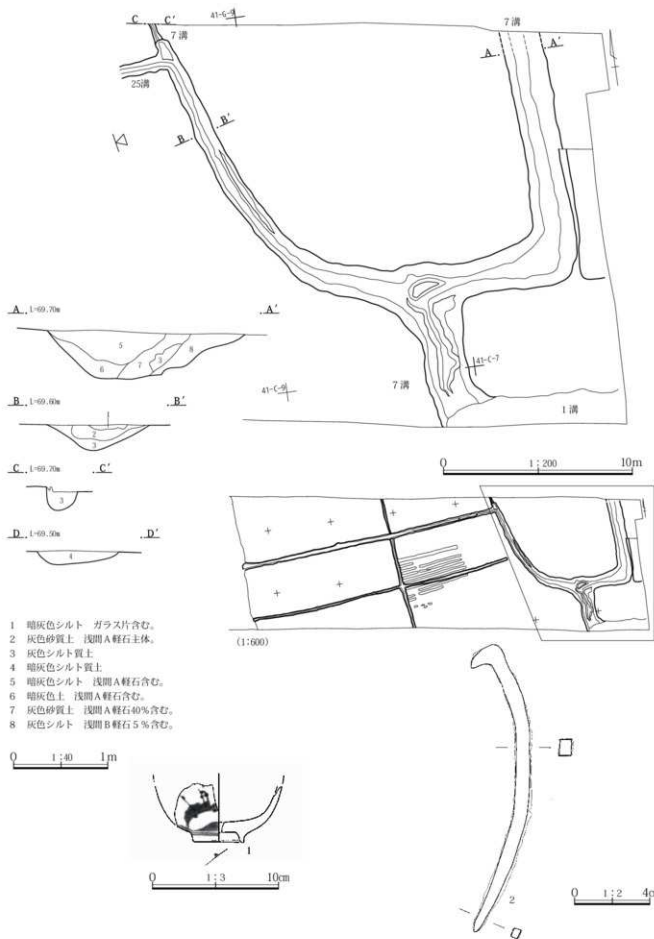 C C′ 41-G-9 7溝
7溝
A A′
25溝
B B′
A L=69.70m A′
5 8
6 7 3
B L=69.60m B′
2
3
C L=69.70m C′
3
D L=69.50m D′
4
41-C-9
7溝
41-C-7
1溝
0 1:200 10m
(1:600)
1 暗灰色シルト ガラス片含む。
2 灰色砂質土 浅間A軽石主体。
3 灰色シルト質土
4 暗灰色シルト質土
5 暗灰色シルト 浅間A軽石含む。
6 暗灰色土 浅間A軽石含む。
7 灰色砂質土 浅間A軽石40%含む。
8 灰色シルト 浅間B軽石5%含む。
0 1:40 1m
1
0 1:3 10cm
2
0 1:2 4c